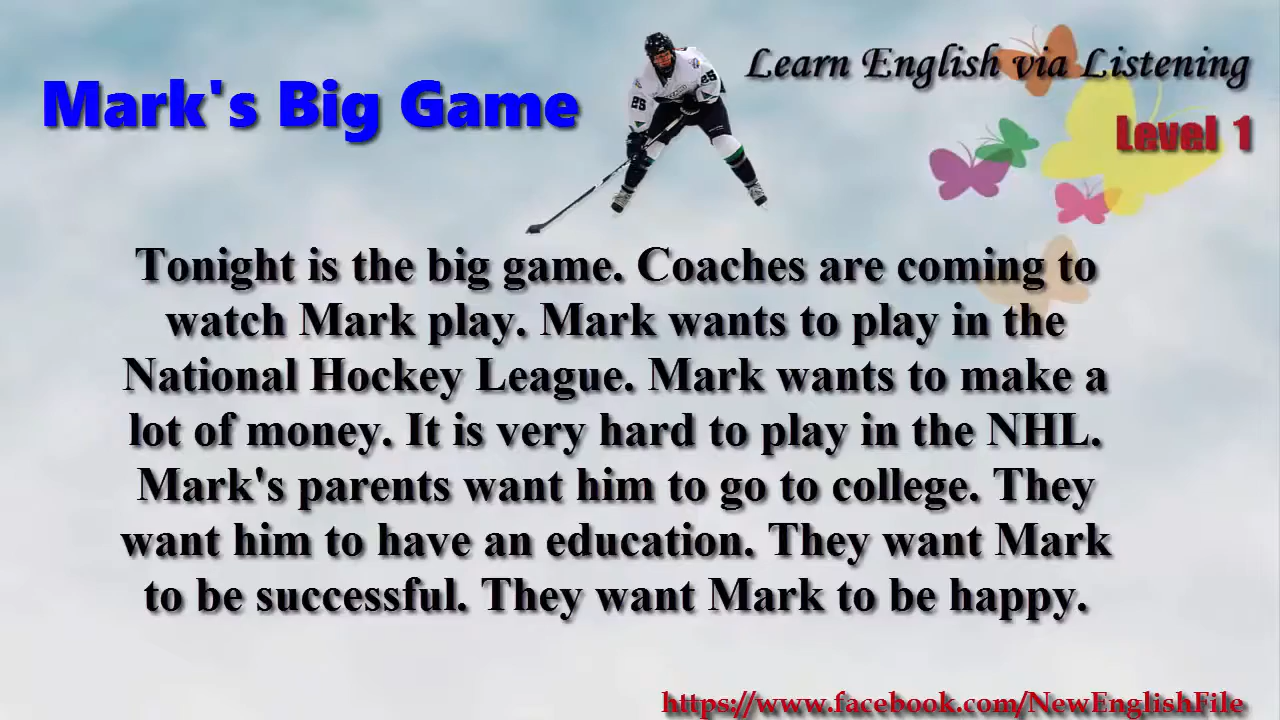 Mark's Big Game
Learn English via Listening
Level 1
25
25
Tonight is the big game. Coaches are coming to
watch Mark play. Mark wants to play in the
National Hockey League. Mark wants to make a
lot of money. It is very hard to play in the NHL.
Mark's parents want him to go to college. They
want him to have an education. They want Mark
to be successful. They want Mark to be happy.
https://www.facebook.com/NewEnglishFile